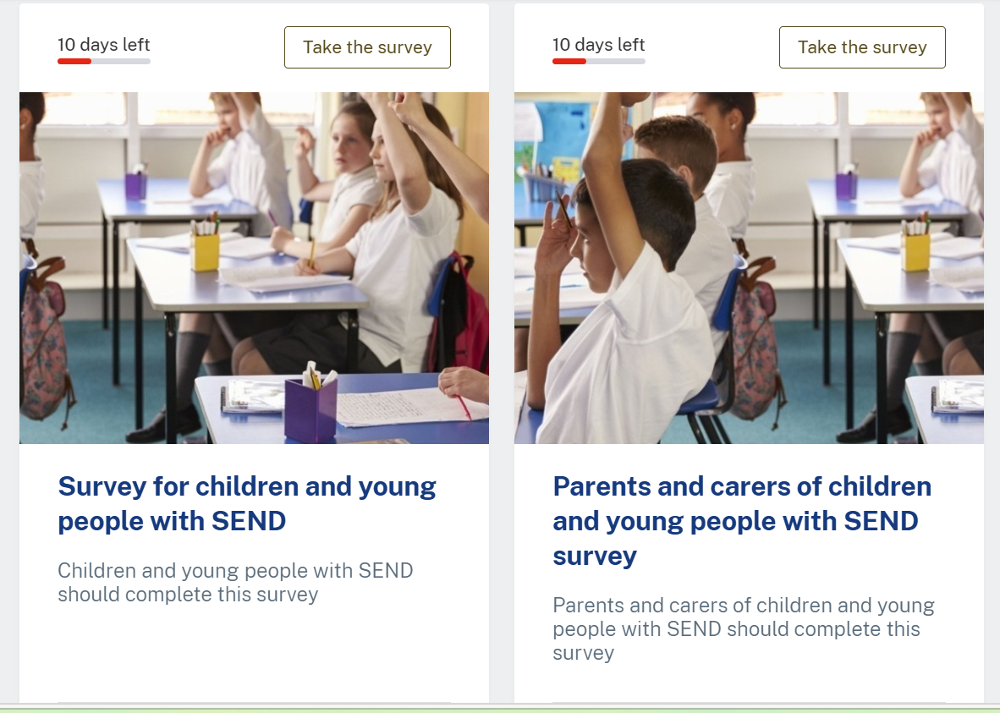 10 days left
Take the survey
Survey for children and young
people with SEND
Children and young people with SEND
should complete this survey
10 days left
Take the survey
Parents and carers of children
and young people with SEND
survey
Parents and carers of children and young
people with SEND should complete this
survey